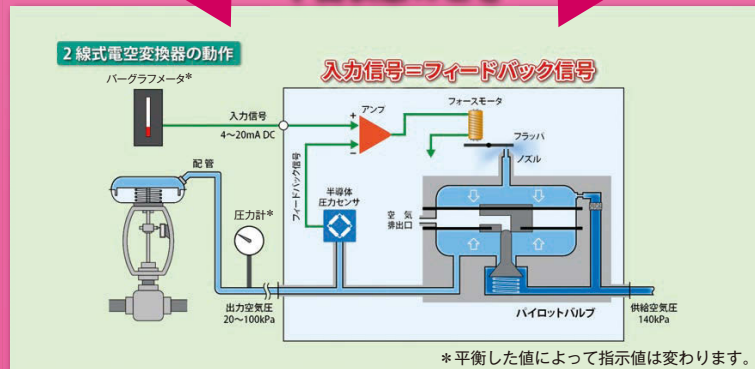 2線式電空変換器の動作
入力信号=フィードバック信号
バーグラフメータ*
入力信号
4〜20mA DC
アンプ
+
−
フォースモータ
フラッパ
ノズル
フィードバック信号
配管
圧力計*
半導体
圧力センサ
空気
排出口
出力空気圧
20〜100kPa
パイロットバルブ
供給空気圧
140kPa
*平衡した値によって指示値は変わります。